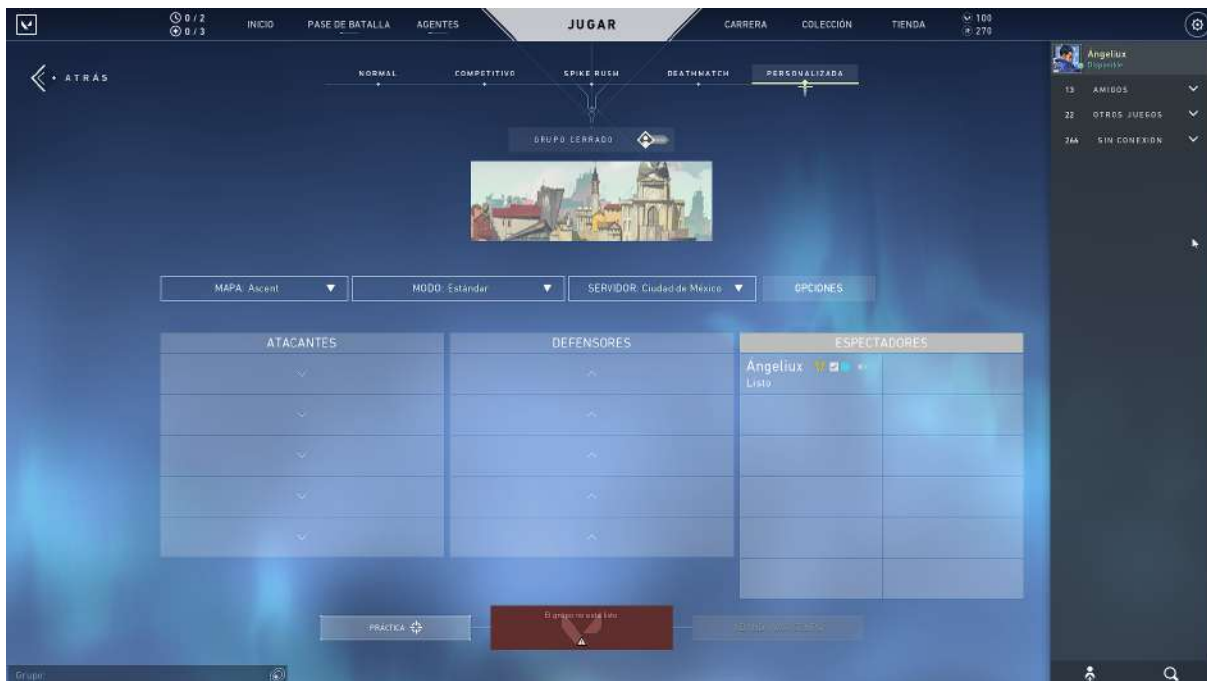 0 / 2
0 / 3
INICIO
PASE DE BATALLA
AGENTES
JUGAR
CARRERA
COLECCIÓN
TIENDA
100
270
ATRÁS
NORMAL
COMPETITIVO
SPIKE RUSH
DEATHMATCH
PERSONALIZADA
Angeliux
Disponible
13 AMIGOS
22 OTROS JUEGOS
266 SIN CONEXIÓN
GRUPO CERRADO
MAPA: Ascent
MODO: Estándar
SERVIDOR: Ciudad de México
OPCIONES
ATACANTES
DEFENSORES
ESPECTADORES
Ángeliux
Listo
PRÁCTICA
El grupo no está listo
Grupo: